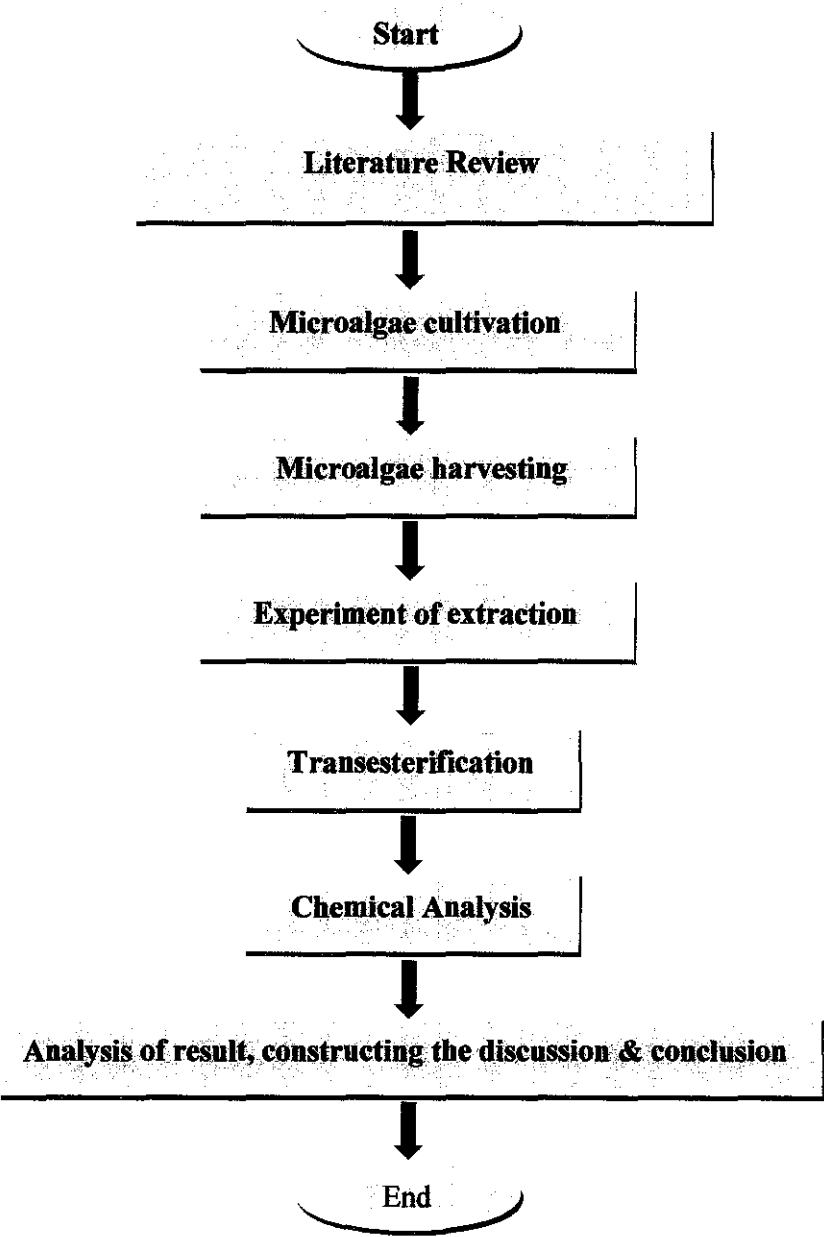 Start
Literature Review
Microalgae cultivation
Microalgae harvesting
Experiment of extraction
Transesterification
Chemical Analysis
Analysis of result, constructing the discussion & conclusion
End